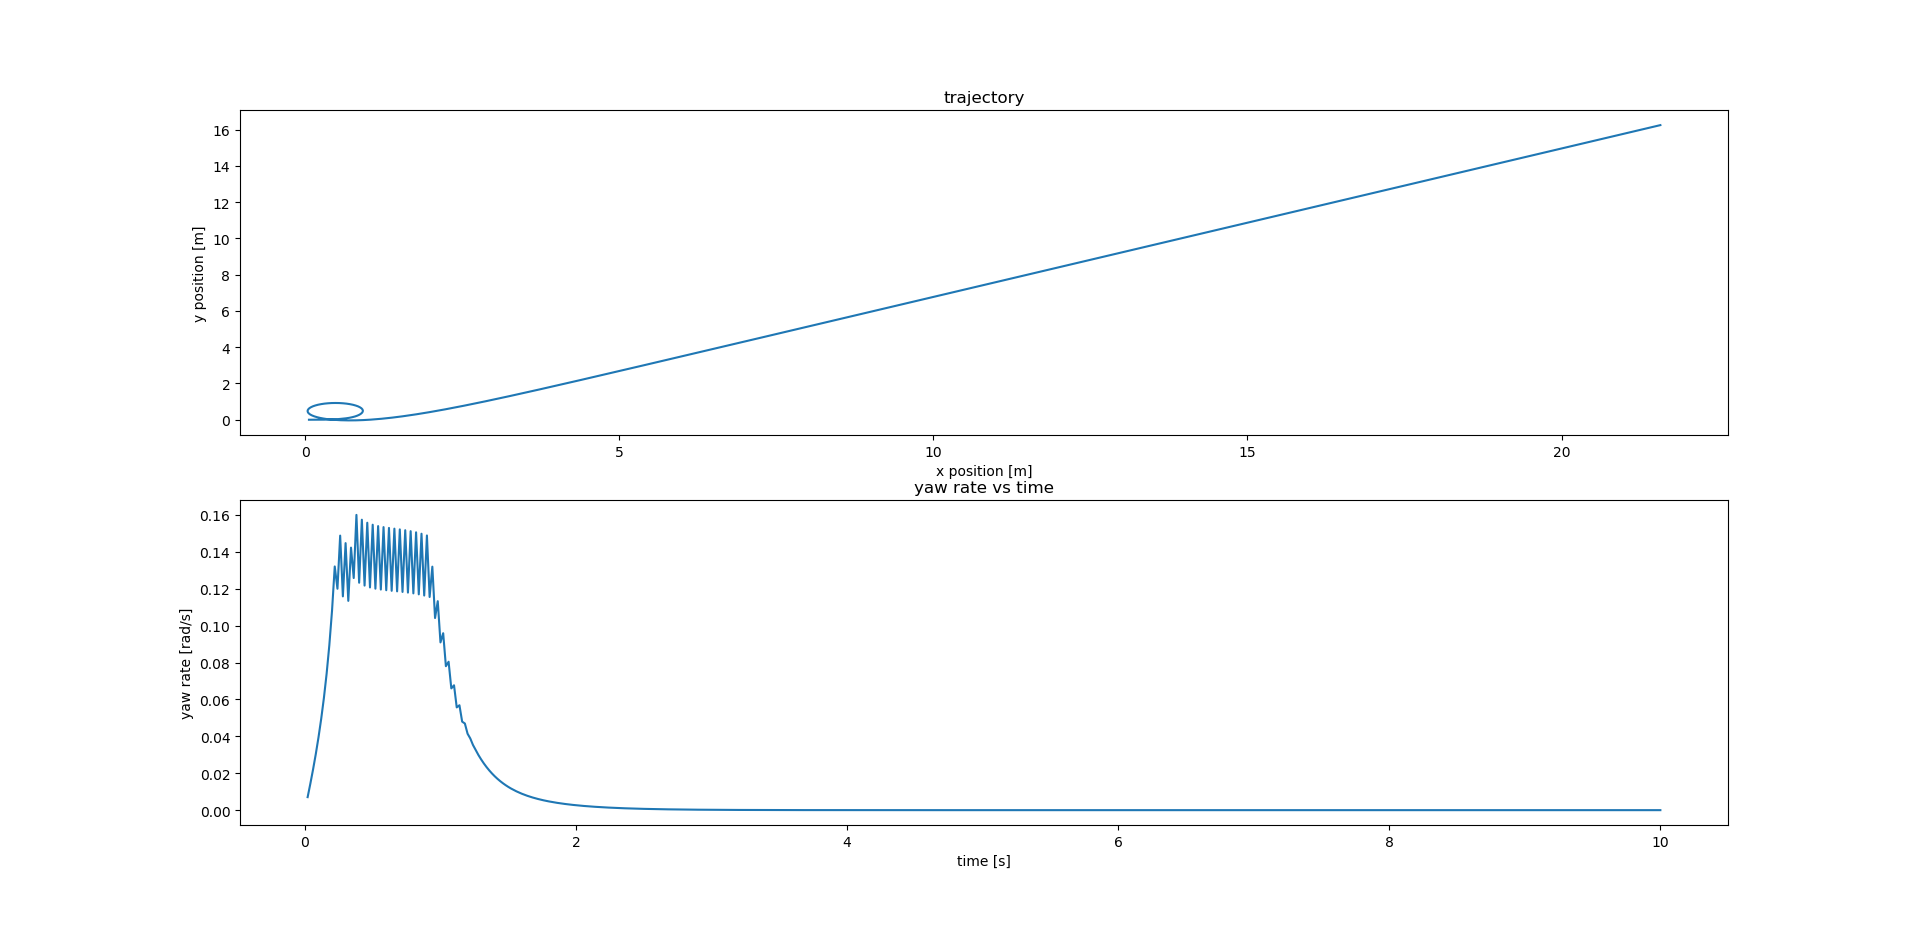 trajectory
16
14
12
10
8
6
4
2
0
y position [m]
0 5 10 15 20
x position [m]
yaw rate vs time
0.16
0.14
0.12
0.10
0.08
0.06
0.04
0.02
0.00
yaw rate [rad/s]
0 2 4 6 8 10
time [s]